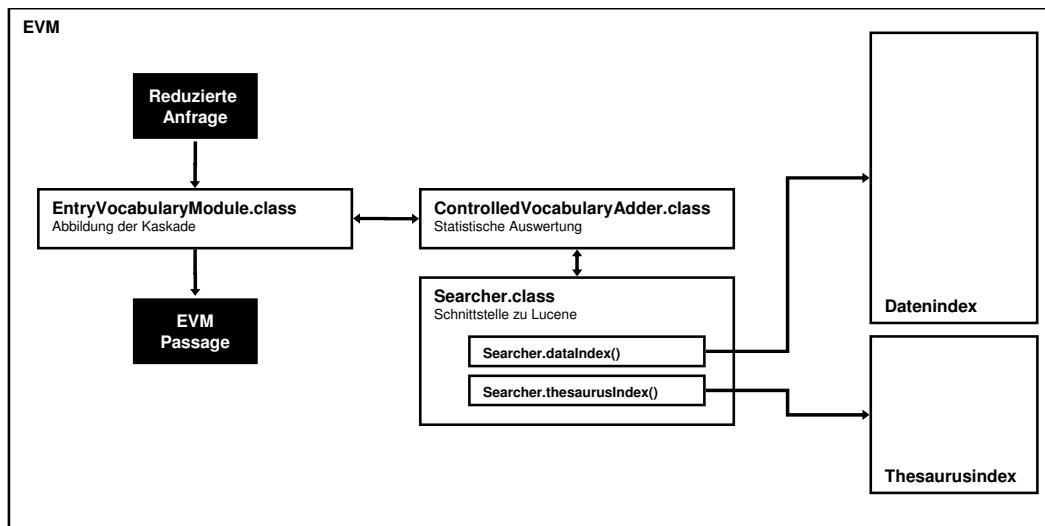 EVM
Reduzierte
Anfrage
EntryVocabularyModule.class
Abbildung der Kaskade
ControlledVocabularyAdder.class
Statistische Auswertung
EVM
Passage
Searcher.class
Schnittstelle zu Lucene
Searcher.dataIndex()
Searcher.thesaurusIndex()
Datenindex
Thesaurusindex